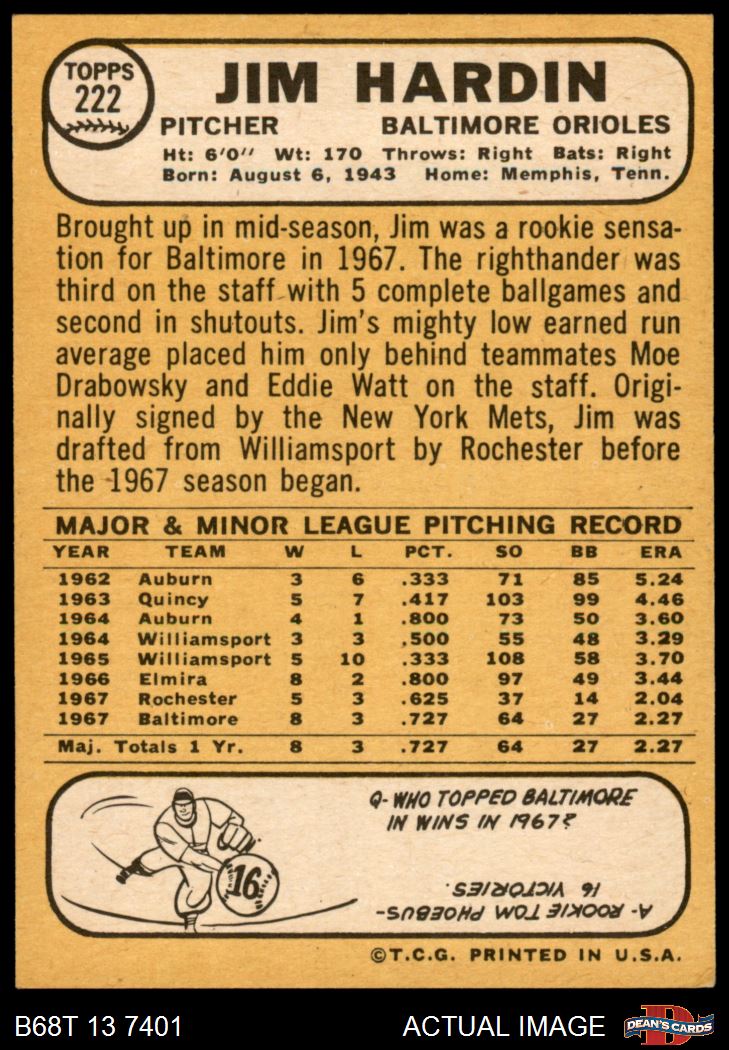 TOPPS
222
JIM HARDIN
PITCHER BALTIMORE ORIOLES
Ht: 6'0" Wt: 170 Throws: Right Bats: Right
Born: August 6, 1943 Home: Memphis, Tenn.
Brought up in mid-season, Jim was a rookie sensa-
tion for Baltimore in 1967. The righthander was
third on the staff with 5 complete ballgames and
second in shutouts. Jim's mighty low earned run
average placed him only behind teammates Moe
Drabowsky and Eddie Watt on the staff. Origi-
nally signed by the New York Mets, Jim was
drafted from Williamsport by Rochester before
the 1967 season began.
MAJOR & MINOR LEAGUE PITCHING RECORD
YEAR TEAM W L PCT. SO BB ERA
1962 Auburn 3 6 .333 71 85 5.24
1963 Quincy 5 7 .417 103 99 4.46
1964 Auburn 4 1 .800 73 50 3.60
1964 Williamsport 3 3 .500 55 48 3.29
1965 Williamsport 5 10 .333 108 58 3.70
1966 Elmira 8 2 .800 97 49 3.44
1967 Rochester 5 3 .625 37 14 2.04
1967 Baltimore 8 3 .727 64 27 2.27
Maj. Totals 1 Yr. 8 3 .727 64 27 2.27
16
Q- WHO TOPPED BALTIMORE
IN WINS IN 1967?
A- ROOKIE TOM PHOEBUS-
16 VICTORIES.
©T.C.G. PRINTED IN U.S.A.
B68T 13 7401 ACTUAL IMAGE
D
DEAN'S CARDS